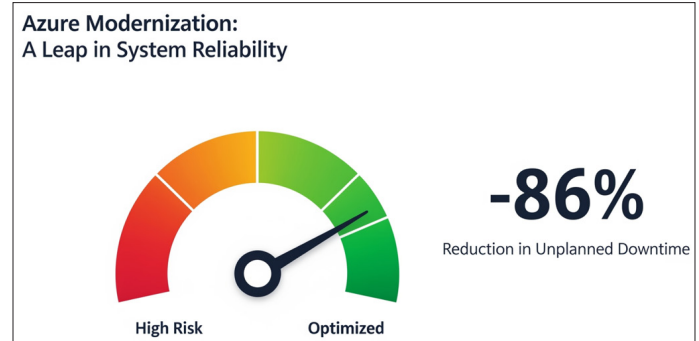 Azure Modernization:
A Leap in System Reliability
-86%
Reduction in Unplanned Downtime
High Risk
Optimized